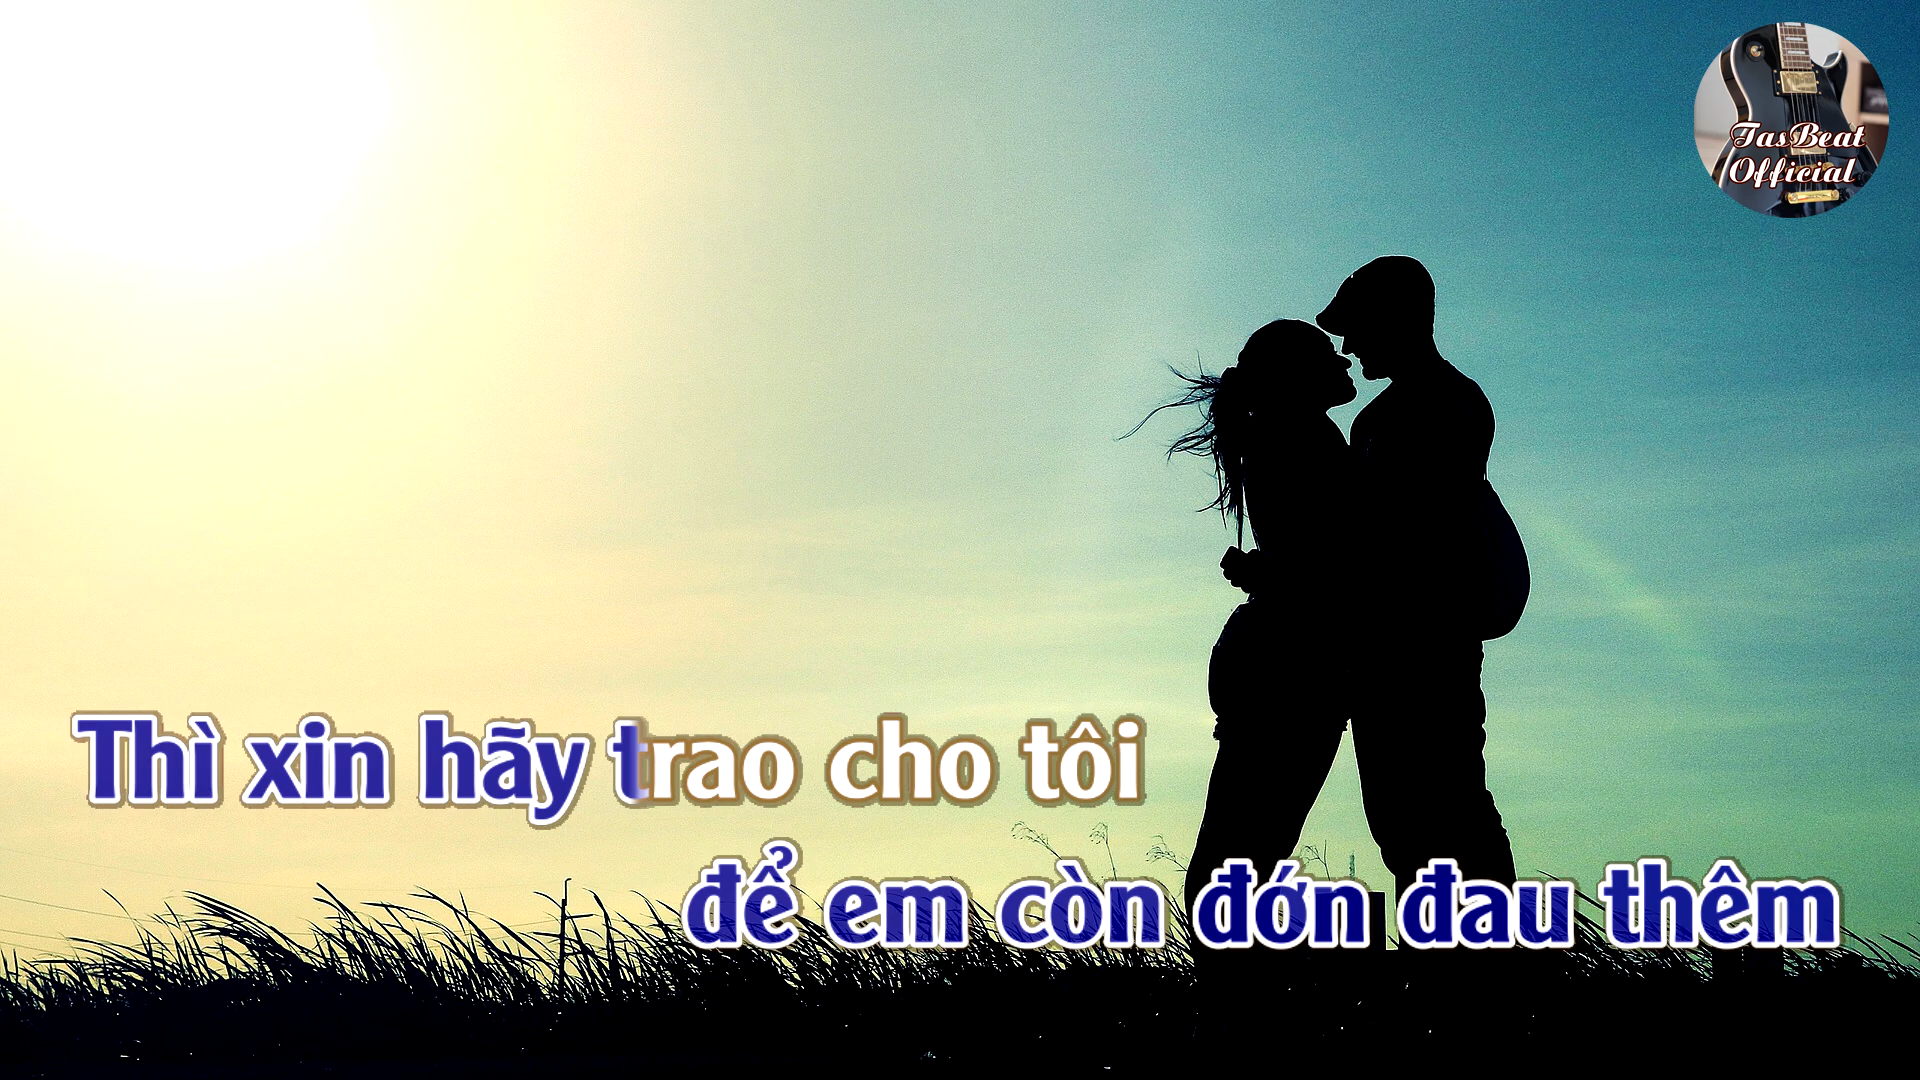 TasBeat
Official
Thì xin hãy trao cho tôi
để em còn đớn đau thêm